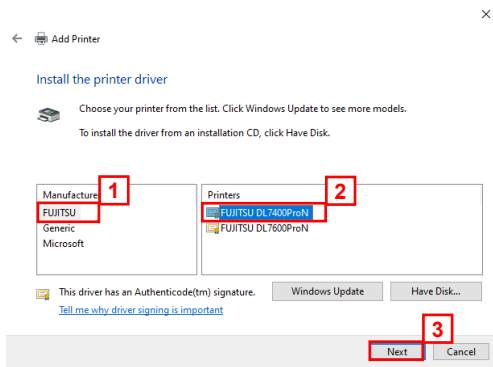 Add Printer
Install the printer driver
Choose your printer from the list. Click Windows Update to see more models.
To install the driver from an installation CD, click Have Disk.
Manufacture
1
Printers
2
FUJITSU
FUJITSU DL7400ProN
Generic
FUJITSU DL7600ProN
Microsoft
This driver has an Authenticode(tm) signature.
Windows Update
Have Disk...
Tell me why driver signing is important
3
Next
Cancel